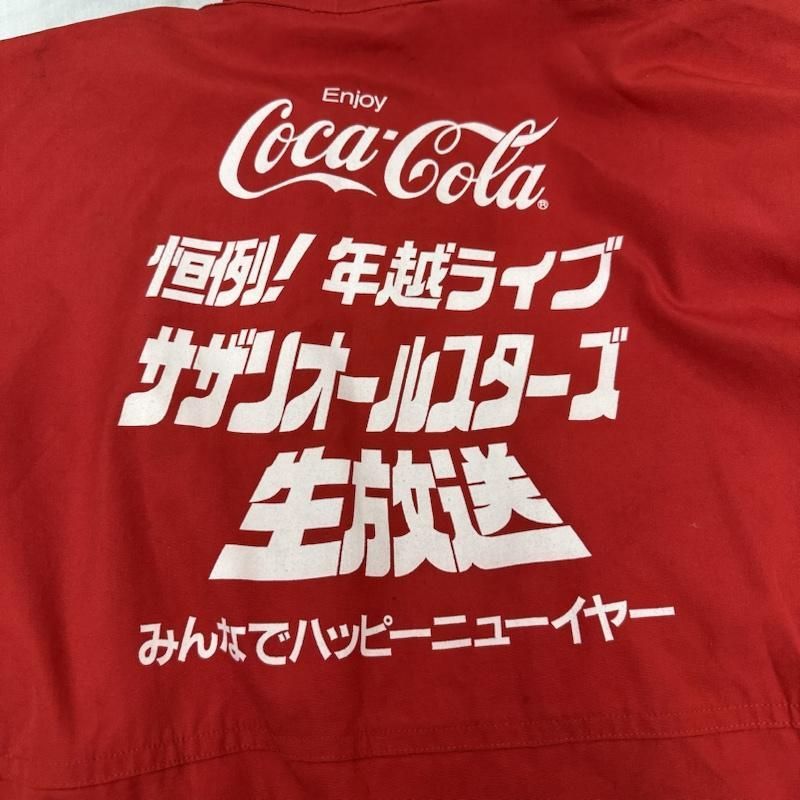 Enjoy
Coca-Cola®
恒例! 年越ライブ
サザンオールスターズ
生放送
みんなでハッピーニューイヤー